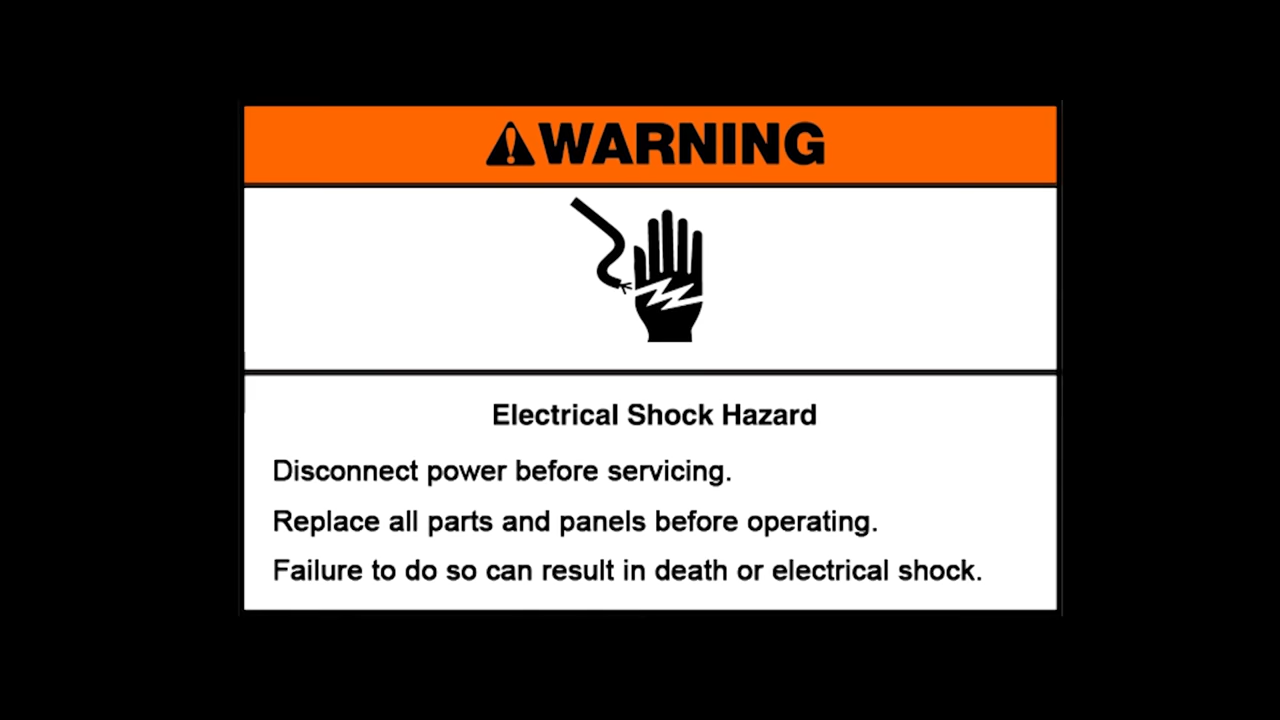 WARNING
Electrical Shock Hazard
Disconnect power before servicing.
Replace all parts and panels before operating.
Failure to do so can result in death or electrical shock.